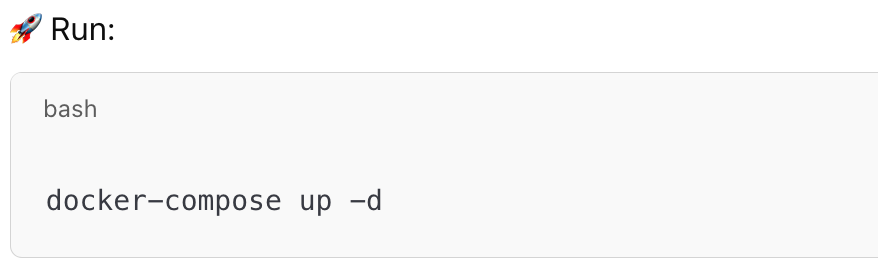 🚀 Run:
bash
docker-compose up -d